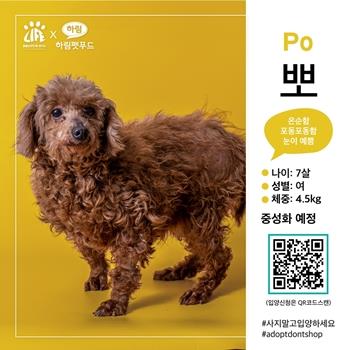 LIFE
X
하림
하림펫푸드
Po
뽀
온순함
포동포동함
눈이 예쁨
나이: 7살
성별: 여
체중: 4.5kg
중성화 예정
(입양신청은 QR코드스캔)
#사지말고입양하세요
#adoptdontshop